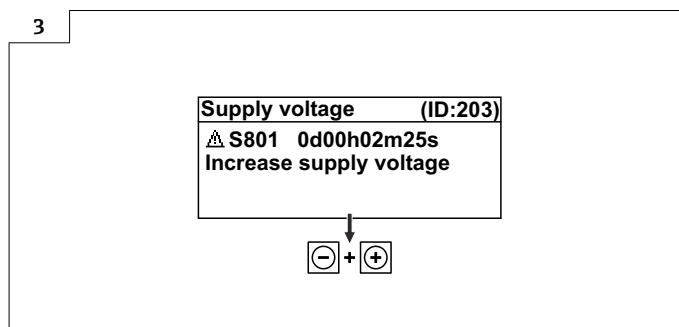 3
Supply voltage (ID:203)
⚠ S801 0d00h02m25s
Increase supply voltage
⊖ + ⊕